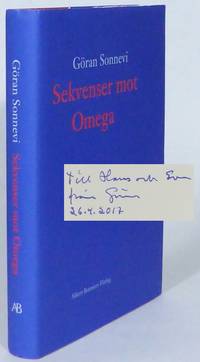 Göran Sonnevi
Sekvenser mot
Omega
Till Hans och Eva
från Göran
26.4.2017
Albert Bonniers Förlag
Göran Sonnevi Sekvenser mot Omega
AB